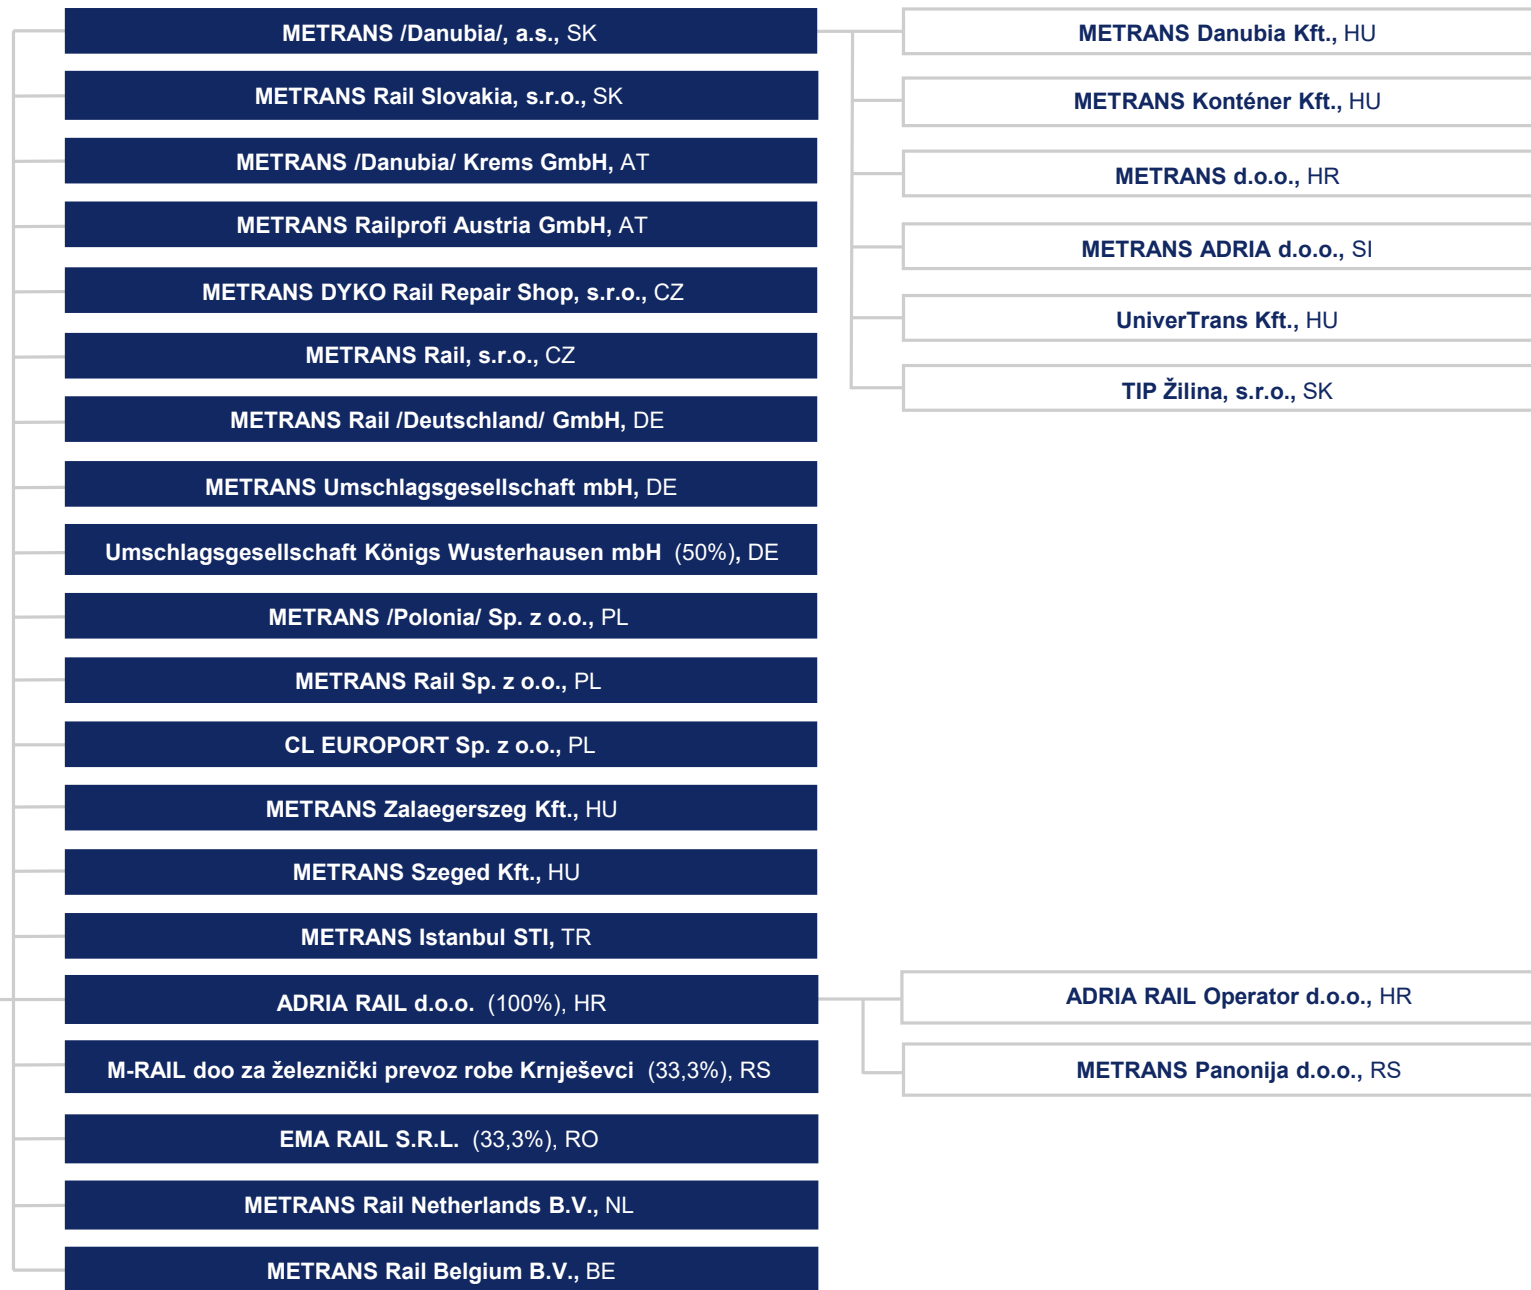 METRANS /Danubia/, a.s., SK
METRANS Rail Slovakia, s.r.o., SK
METRANS /Danubia/ Krems GmbH, AT
METRANS Railprofi Austria GmbH, AT
METRANS DYKO Rail Repair Shop, s.r.o., CZ
METRANS Rail, s.r.o., CZ
METRANS Rail /Deutschland/ GmbH, DE
METRANS Umschlagsgesellschaft mbH, DE
Umschlagsgesellschaft Königs Wusterhausen mbH (50%), DE
METRANS /Polonia/ Sp. z o.o., PL
METRANS Rail Sp. z o.o., PL
CL EUROPORT Sp. z o.o., PL
METRANS Zalaegerszeg Kft., HU
METRANS Szeged Kft., HU
METRANS Istanbul STI, TR
ADRIA RAIL d.o.o. (100%), HR
M-RAIL doo za železnički prevoz robe Krnješevci (33,3%), RS
EMA RAIL S.R.L. (33,3%), RO
METRANS Rail Netherlands B.V., NL
METRANS Rail Belgium B.V., BE
METRANS Danubia Kft., HU
METRANS Konténer Kft., HU
METRANS d.o.o., HR
METRANS ADRIA d.o.o., SI
UniverTrans Kft., HU
TIP Žilina, s.r.o., SK
ADRIA RAIL Operator d.o.o., HR
METRANS Panonija d.o.o., RS